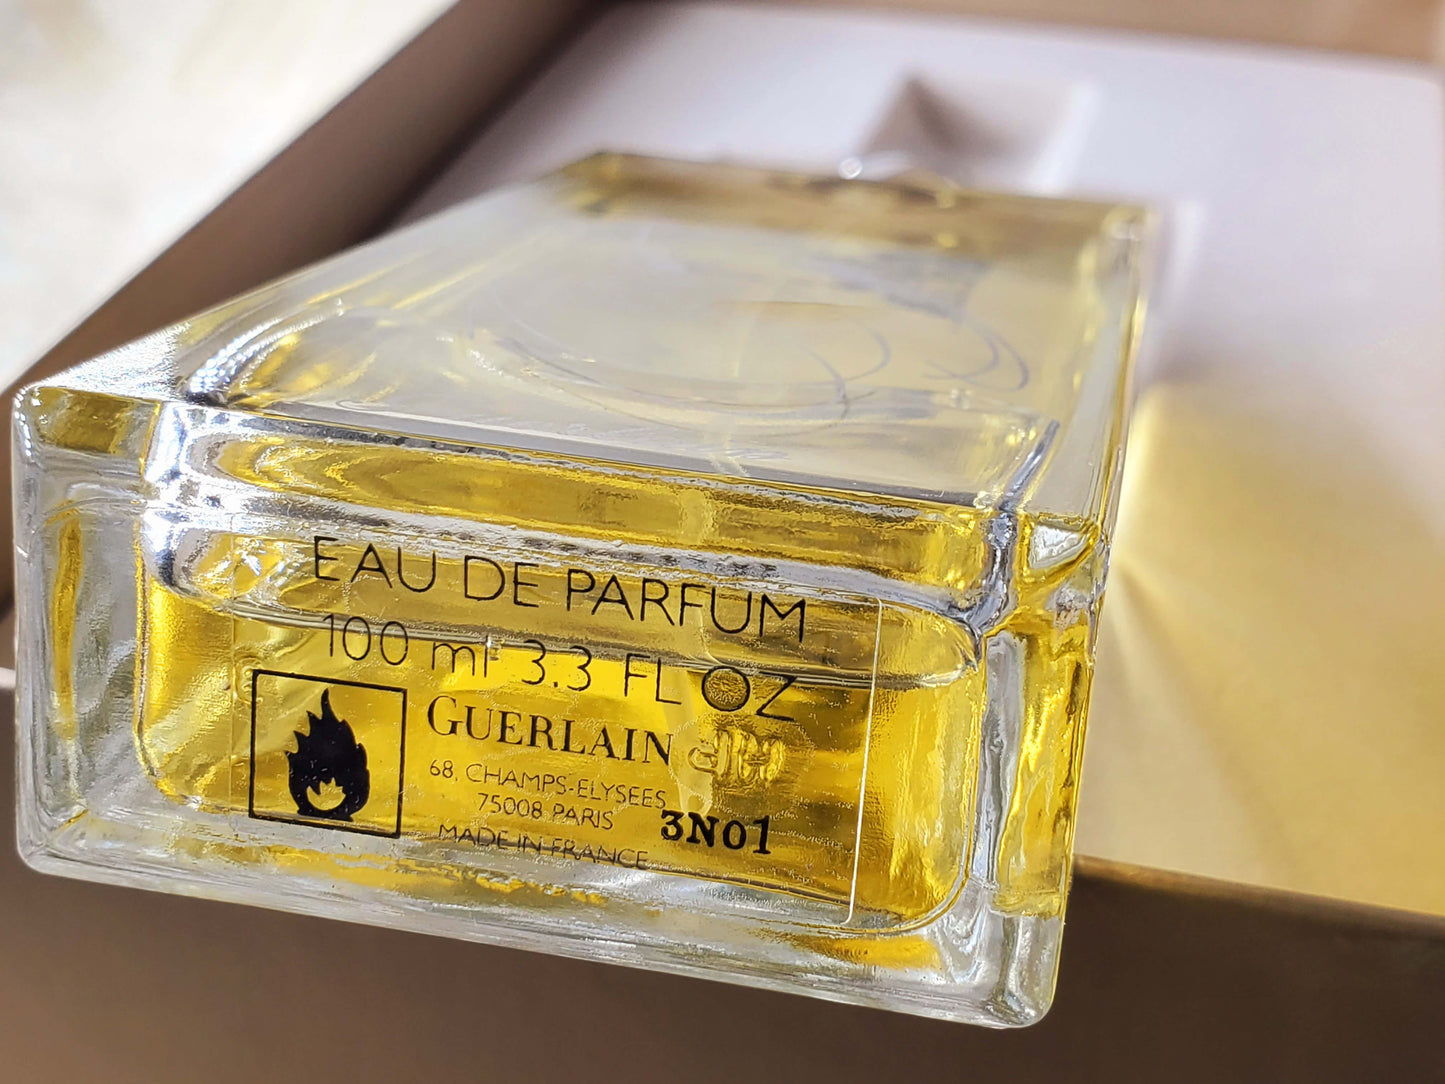 EAU DE PARFUM
100 ml 3.3 FL OZ
GUERLAIN
68, CHAMPS-ELYSEES
75008 PARIS
MADE IN FRANCE
3N01